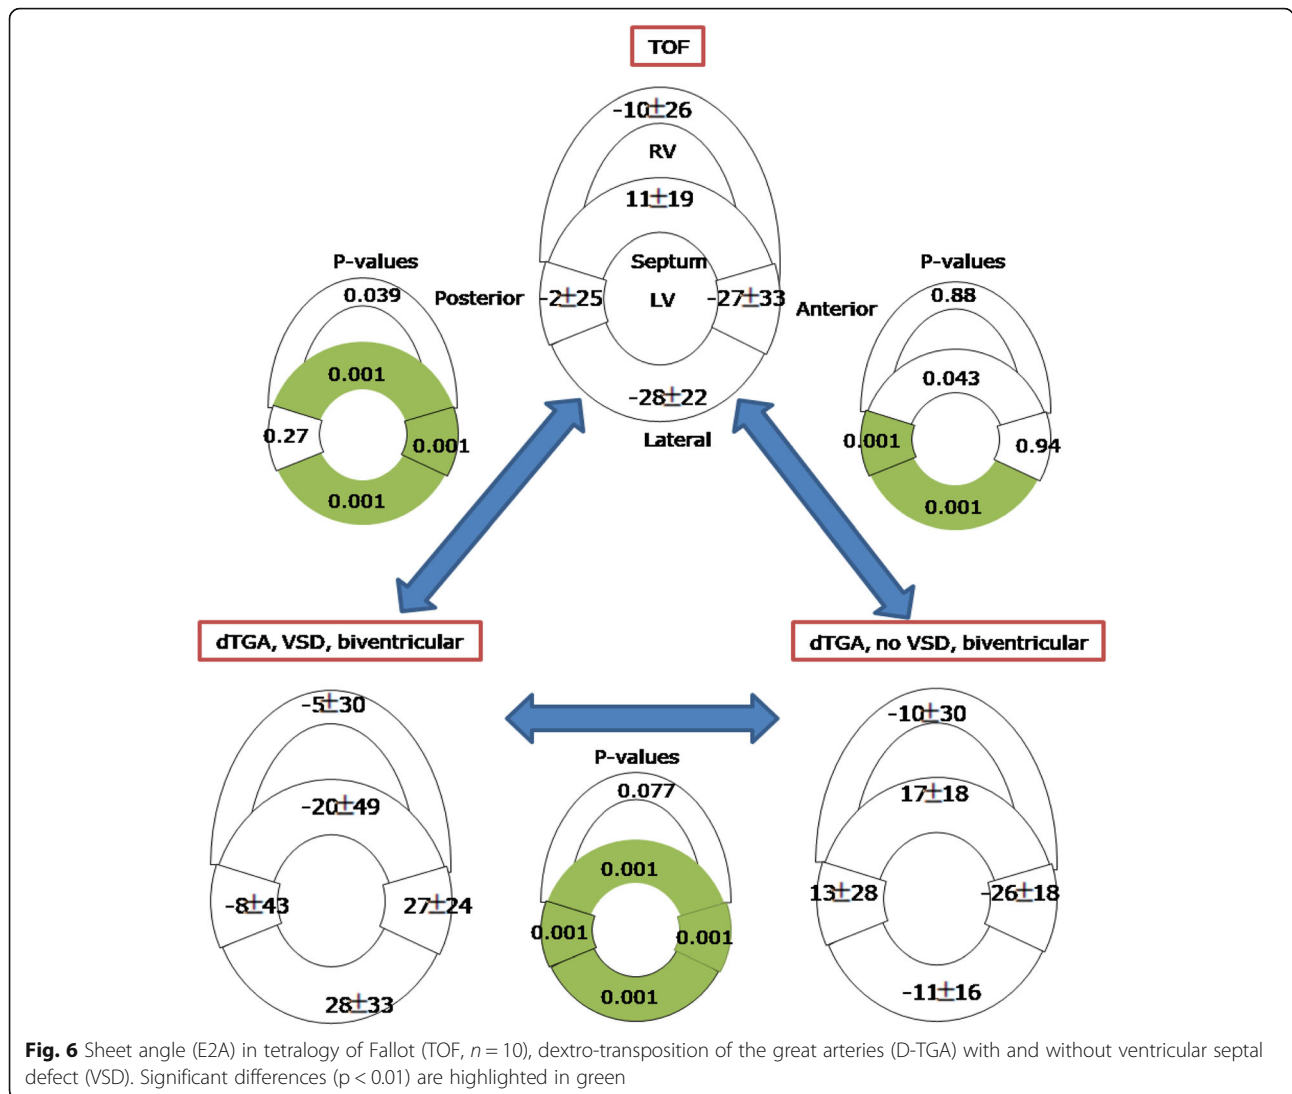 TOF
-10±26
RV
11±19
P-values
Septum
P-values
0.039
Posterior
-2±25
LV
-27±33
Anterior
0.88
0.001
0.043
-28±22
0.27
0.001
Lateral
0.001
0.94
0.001
0.001
dTGA, VSD, biventricular
dTGA, no VSD, biventricular
-5±30
-10±30
P-values
0.077
-20±49
17±18
0.001
-8±43
27±24
0.001
0.001
13±28
-26±18
28±33
0.001
-11±16
Fig. 6 Sheet angle (E2A) in tetralogy of Fallot (TOF, n = 10), dextro-transposition of the great arteries (D-TGA) with and without ventricular septal
defect (VSD). Significant differences (p < 0.01) are highlighted in green